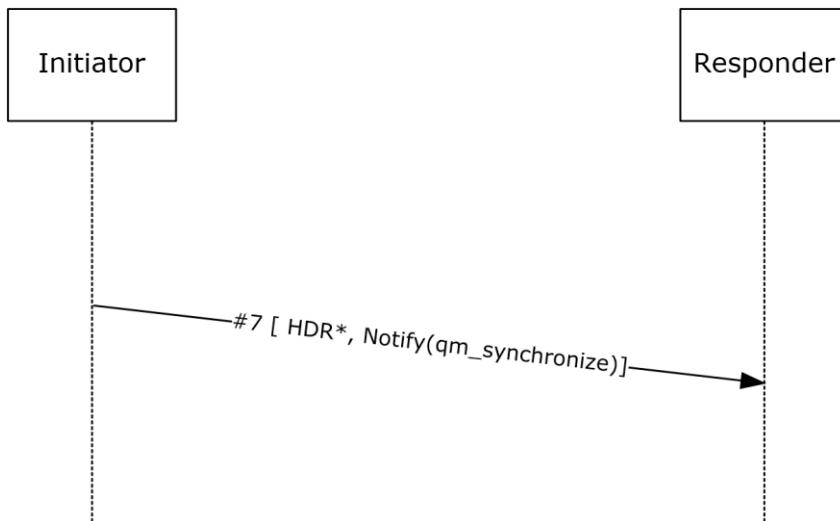 Initiator
Responder
#7 [ HDR*, Notify(qm_synchronize)]